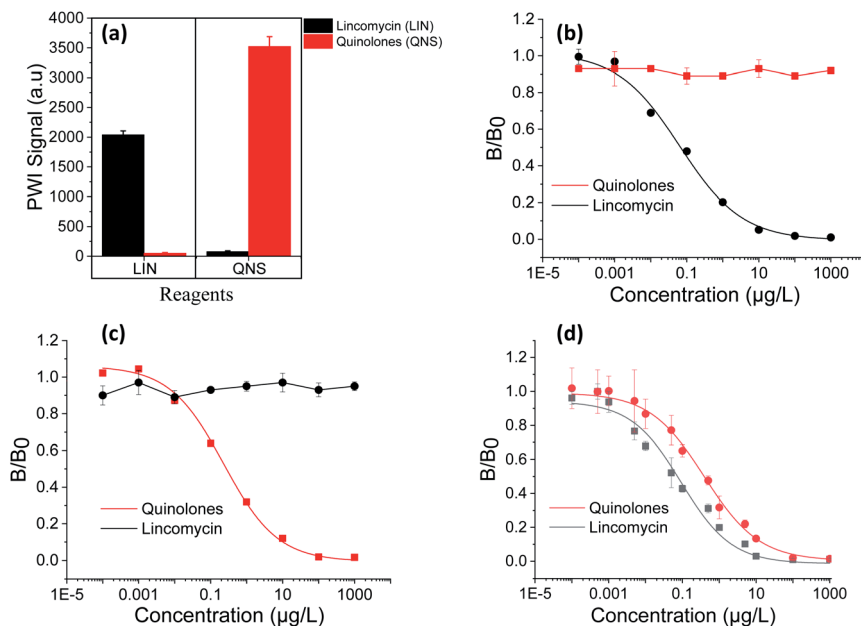 (a)
Lincomycin (LIN)
Quinolones (QNS)
PWI Signal (a.u)
4000
3500
3000
2500
2000
1500
1000
500
0
LIN QNS
Reagents
(b)
B/B0
1.2
1.0
0.8
0.6
0.4
0.2
0.0
Quinolones
Lincomycin
1E-5 0.001 0.1 10 1000
Concentration (µg/L)
(c)
B/B0
1.2
1.0
0.8
0.6
0.4
0.2
0.0
Quinolones
Lincomycin
1E-5 0.001 0.1 10 1000
Concentration (µg/L)
(d)
B/B0
1.2
1.0
0.8
0.6
0.4
0.2
0.0
Quinolones
Lincomycin
1E-5 0.001 0.1 10 1000
Concentration (µg/L)